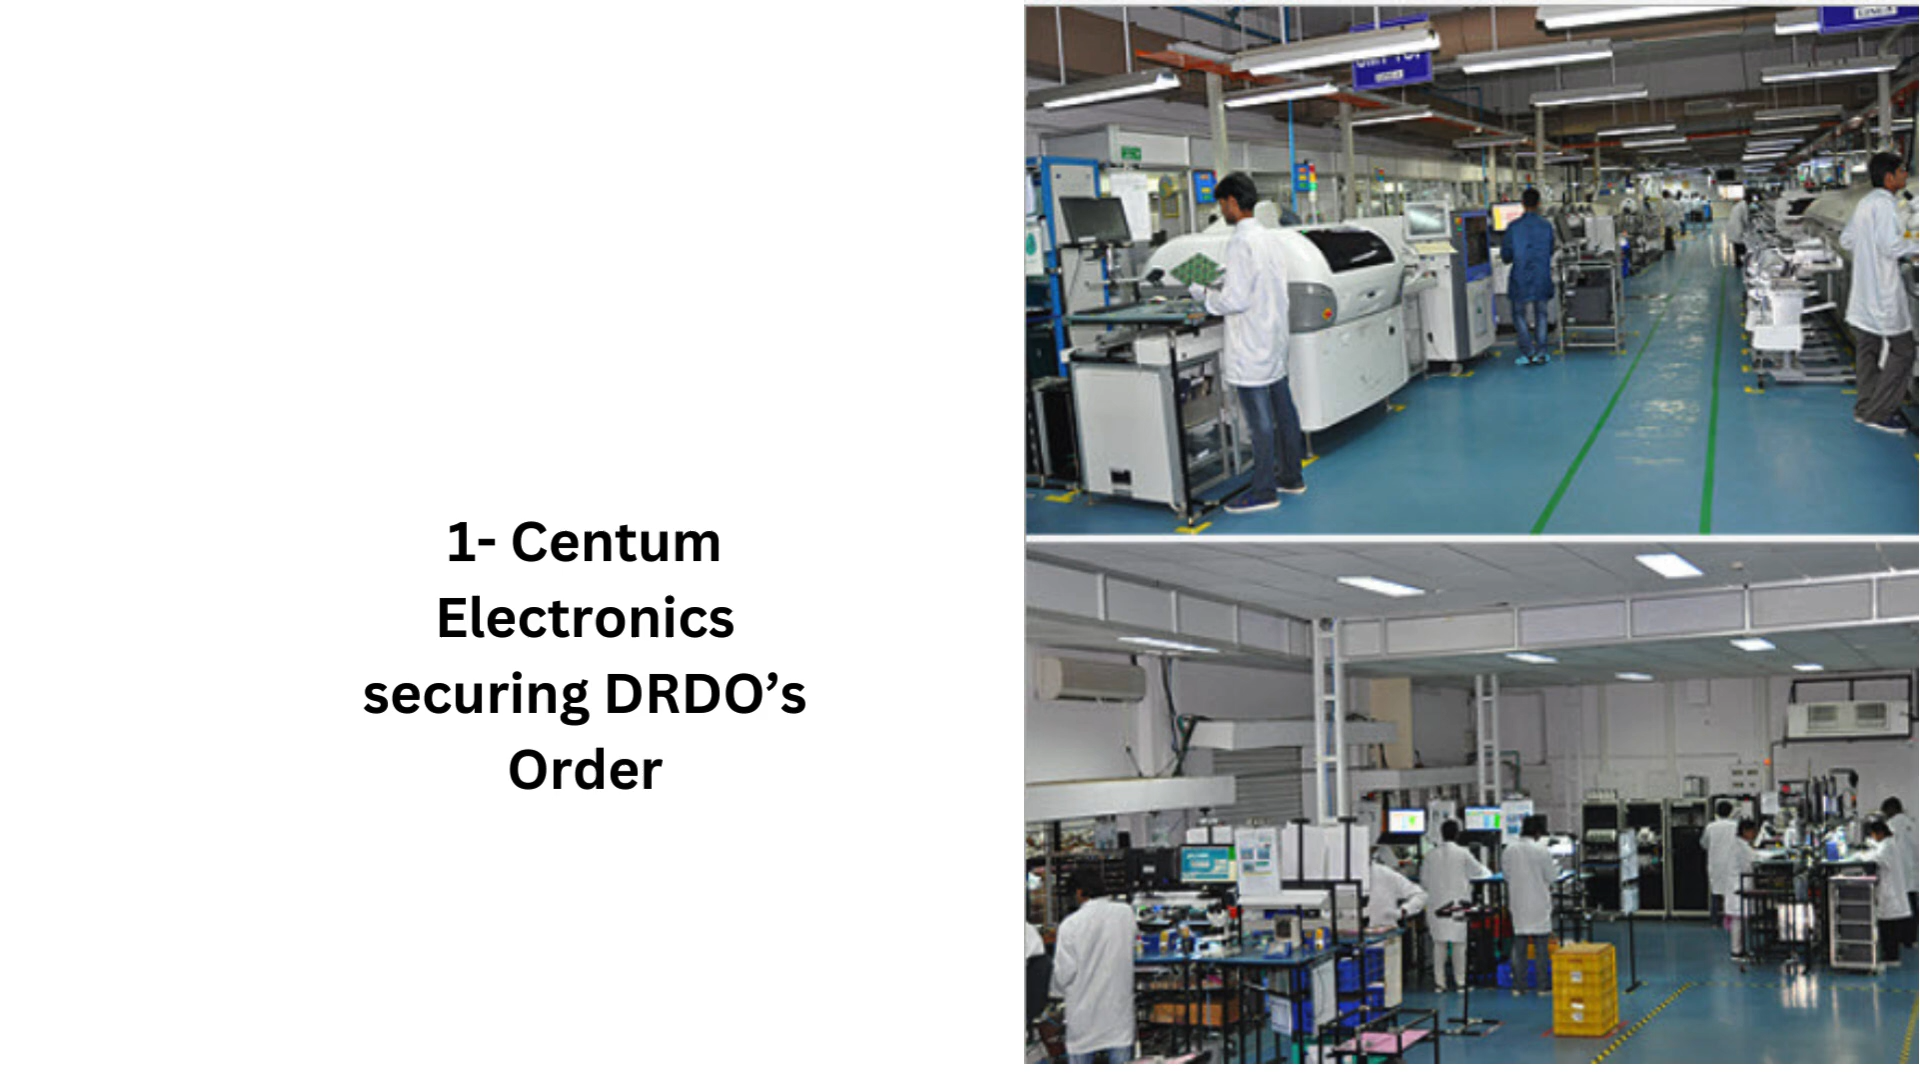 1- Centum
Electronics
securing DRDO’s
Order